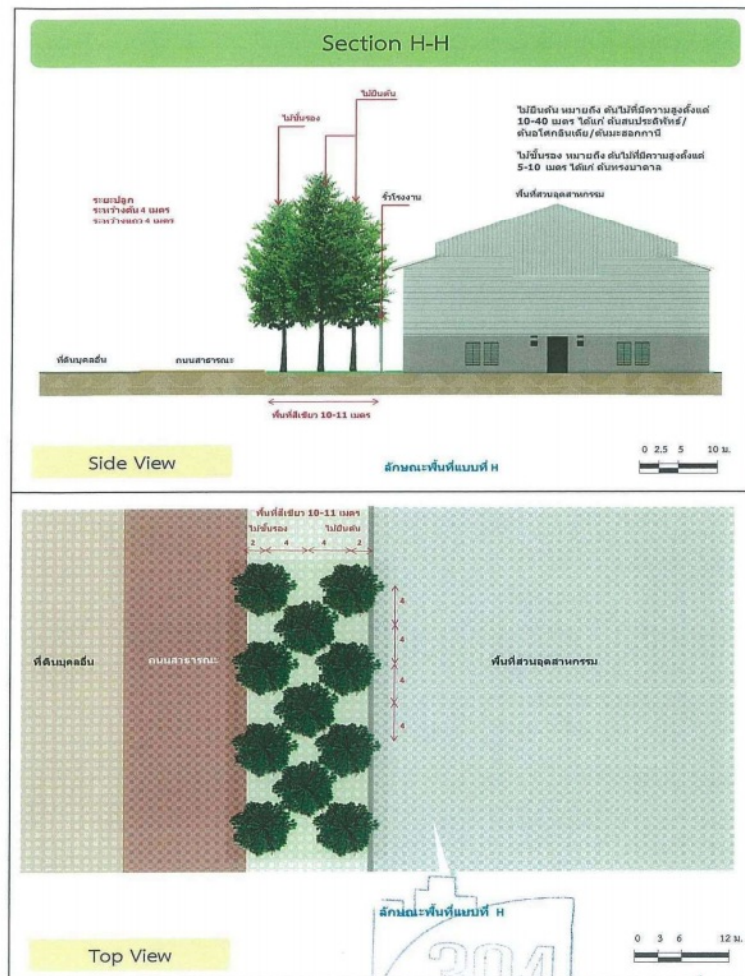 Section H-H
ไม้ยืนต้น
ไม้ชั้นรอง
ไม้ยืนต้น หมายถึง ต้นไม้ที่มีความสูงตั้งแต่
10-40 เมตร ได้แก่ ต้นสนประดิพัทธ์/
ต้นอโศกอินเดีย/ต้นมะฮอกกานี
ไม้ชั้นรอง หมายถึง ต้นไม้ที่มีความสูงตั้งแต่
5-10 เมตร ได้แก่ ต้นทรงบาดาล
ระยะปลูก
ระหว่างต้น 4 เมตร
ระหว่างแถว 4 เมตร
รั้วโรงงาน
พื้นที่สวนอุตสาหกรรม
ที่ดินบุคคลอื่น
ถนนสาธารณะ
พื้นที่สีเขียว 10-11 เมตร
Side View
ลักษณะพื้นที่แบบที่ H
0 2.5 5 10 ม.
พื้นที่สีเขียว 10-11 เมตร
ไม้ชั้นรอง ไม้ยืนต้น
2 4 4 2
4
4
4
4
ที่ดินบุคคลอื่น
ถนนสาธารณะ
พื้นที่สวนอุตสาหกรรม
ลักษณะพื้นที่แบบที่ H
304
Top View
0 3 6 12 ม.